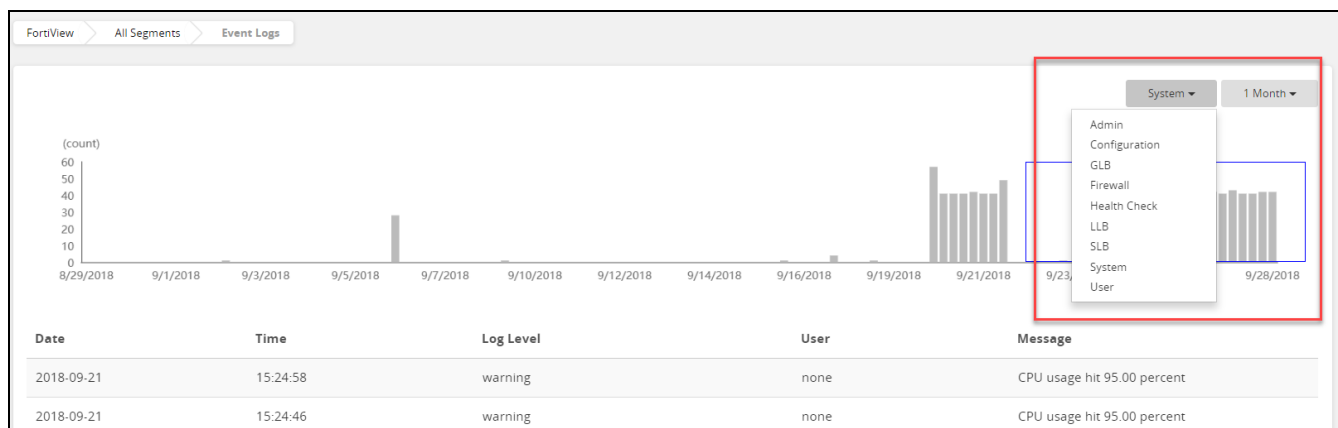 FortiView All Segments Event Logs
System 1 Month
Admin
Configuration
GLB
Firewall
Health Check
LLB
SLB
System
User
(count)
60
50
40
30
20
10
0
8/29/2018 9/1/2018 9/3/2018 9/5/2018 9/7/2018 9/10/2018 9/12/2018 9/14/2018 9/16/2018 9/19/2018 9/21/2018 9/23/ 9/28/2018
Date Time Log Level User Message
2018-09-21 15:24:58 warning none CPU usage hit 95.00 percent
2018-09-21 15:24:46 warning none CPU usage hit 95.00 percent